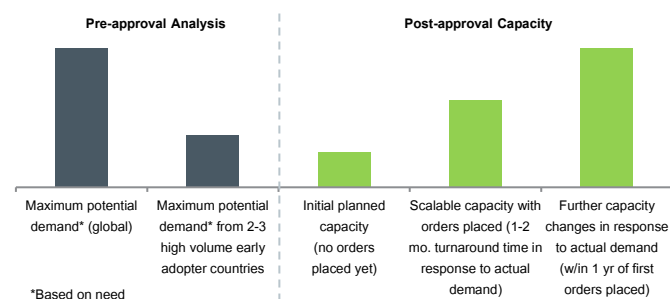 Pre-approval Analysis
Post-approval Capacity
Maximum potential
demand* (global)
Maximum potential
demand* from 2-3
high volume early
adopter countries
Initial planned
capacity
(no orders
placed yet)
Scalable capacity with
orders placed (1-2
mo. turnaround time in
response to actual
demand)
Further capacity
changes in response
to actual demand
(w/in 1 yr of first
orders placed)
*Based on need